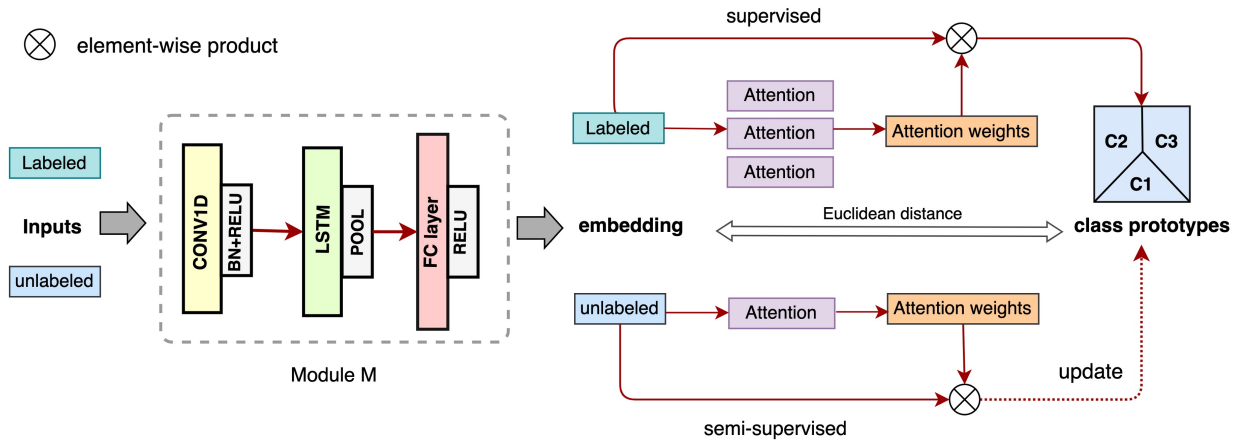 element-wise product
Labeled
Inputs
unlabeled
CONV1D
BN+RELU
LSTM
POOL
FC layer
RELU
Module M
supervised
Labeled
Attention
Attention
Attention
Attention weights
C2 C3
C1
embedding
Euclidean distance
class prototypes
unlabeled
Attention
Attention weights
update
semi-supervised